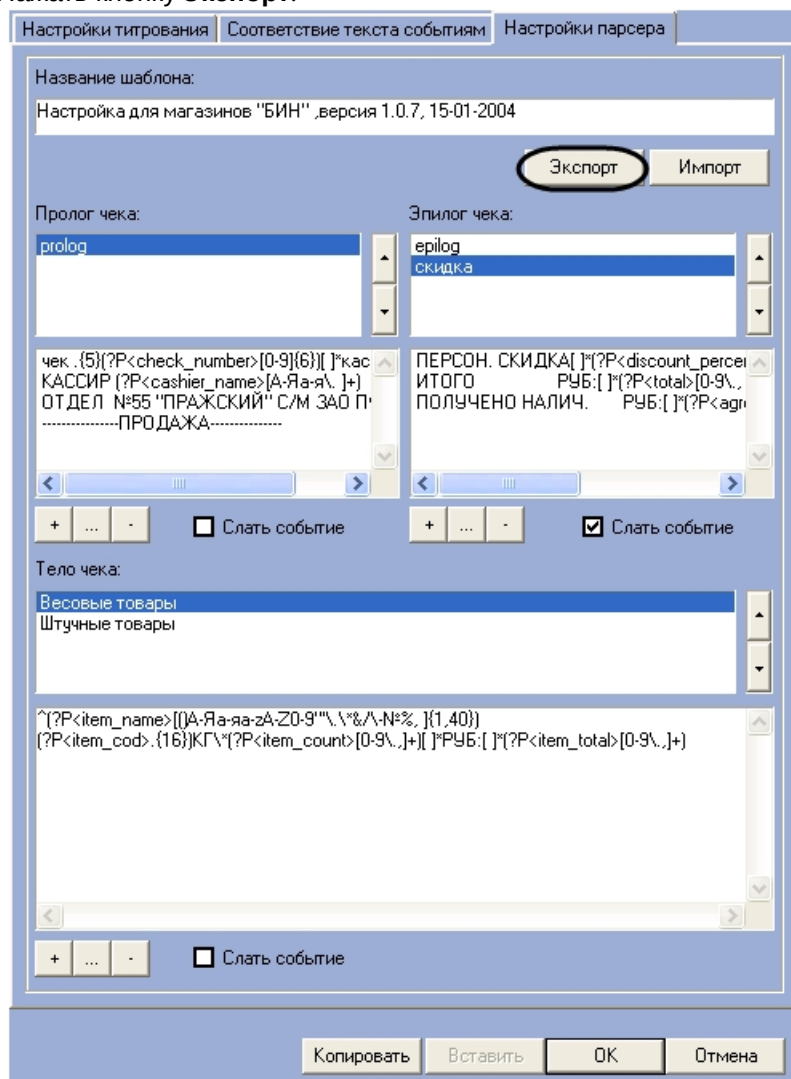 Настройки титрования Соответствие текста событиям Настройки парсера
Название шаблона:
Настройка для магазинов "БИН" ,версия 1.0.7, 15-01-2004
Экспорт Импорт
Пролог чека: Эпилог чека:
prolog
epilog
скидка
чек .{5}(?P<check_number>[0-9]{6})[ ]*кас
КАССИР (?P<cashier_name>[А-Яа-я\. ]+)
ОТДЕЛ №55 "ПРАЖСКИЙ" С/М ЗАО П
---------------ПРОДАЖА---------------
ПЕРСОН. СКИДКА[ ]*(?P<discount_percer
ИТОГО РУБ:[ ]*(?P<total>[0-9\.,
ПОЛУЧЕНО НАЛИЧ. РУБ:[ ]*(?P<agr
+ ... - Слать событие + ... - Слать событие
Тело чека:
Весовые товары
Штучные товары
^(?P<item_name>[()А-Яа-яa-zA-Z0-9'"\.\*&/\-№%, ]{1,40})
(?P<item_cod>.{16})КГ\*(?P<item_count>[0-9\.,]+)[ ]*РУБ:[ ]*(?P<item_total>[0-9\.,]+)
+ ... - Слать событие
Копировать Вставить OK Отмена